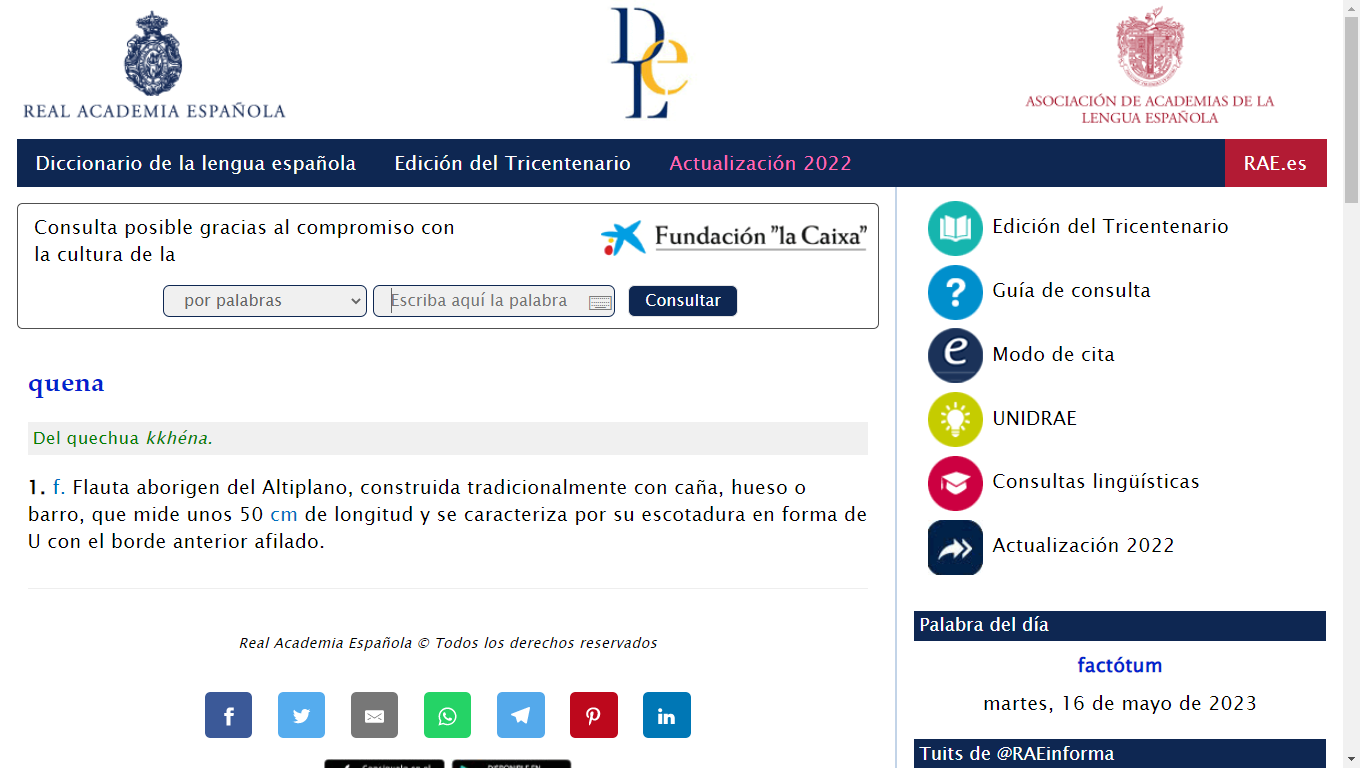 REAL ACADEMIA ESPAÑOLA
DLe
ASOCIACIÓN DE ACADEMIAS DE LA
LENGUA ESPAÑOLA
Diccionario de la lengua española Edición del Tricentenario Actualización 2022 RAE.es
Consulta posible gracias al compromiso con
la cultura de la
Fundación "la Caixa"
por palabras Escriba aquí la palabra Consultar
quena
Del quechua kkhéna.
1. f. Flauta aborigen del Altiplano, construida tradicionalmente con caña, hueso o
barro, que mide unos 50 cm de longitud y se caracteriza por su escotadura en forma de
U con el borde anterior afilado.
Real Academia Española © Todos los derechos reservados
Edición del Tricentenario
Guía de consulta
Modo de cita
UNIDRAE
Consultas lingüísticas
Actualización 2022
Palabra del día
factótum
martes, 16 de mayo de 2023
Tuits de @RAEinforma